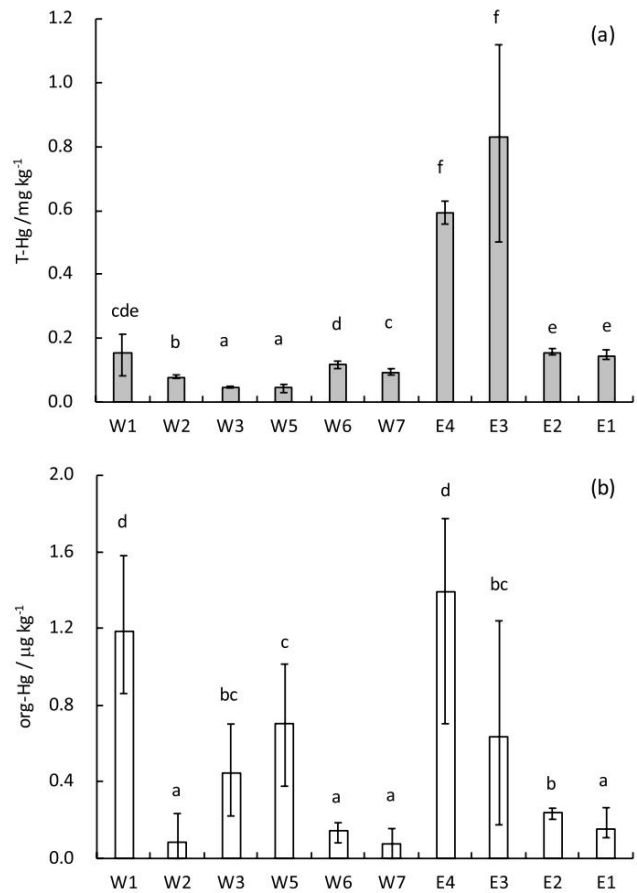 1.2
(a)
f
1.0
0.8
f
T-Hg /mg kg-1
0.6
0.4
cde
0.2
b
a
a
d
c
e
e
0.0
W1 W2 W3 W5 W6 W7 E4 E3 E2 E1
2.0
(b)
d
d
1.6
bc
1.2
org-Hg / µg kg-1
c
0.8
bc
0.4
a
a
a
b
a
0.0
W1 W2 W3 W5 W6 W7 E4 E3 E2 E1